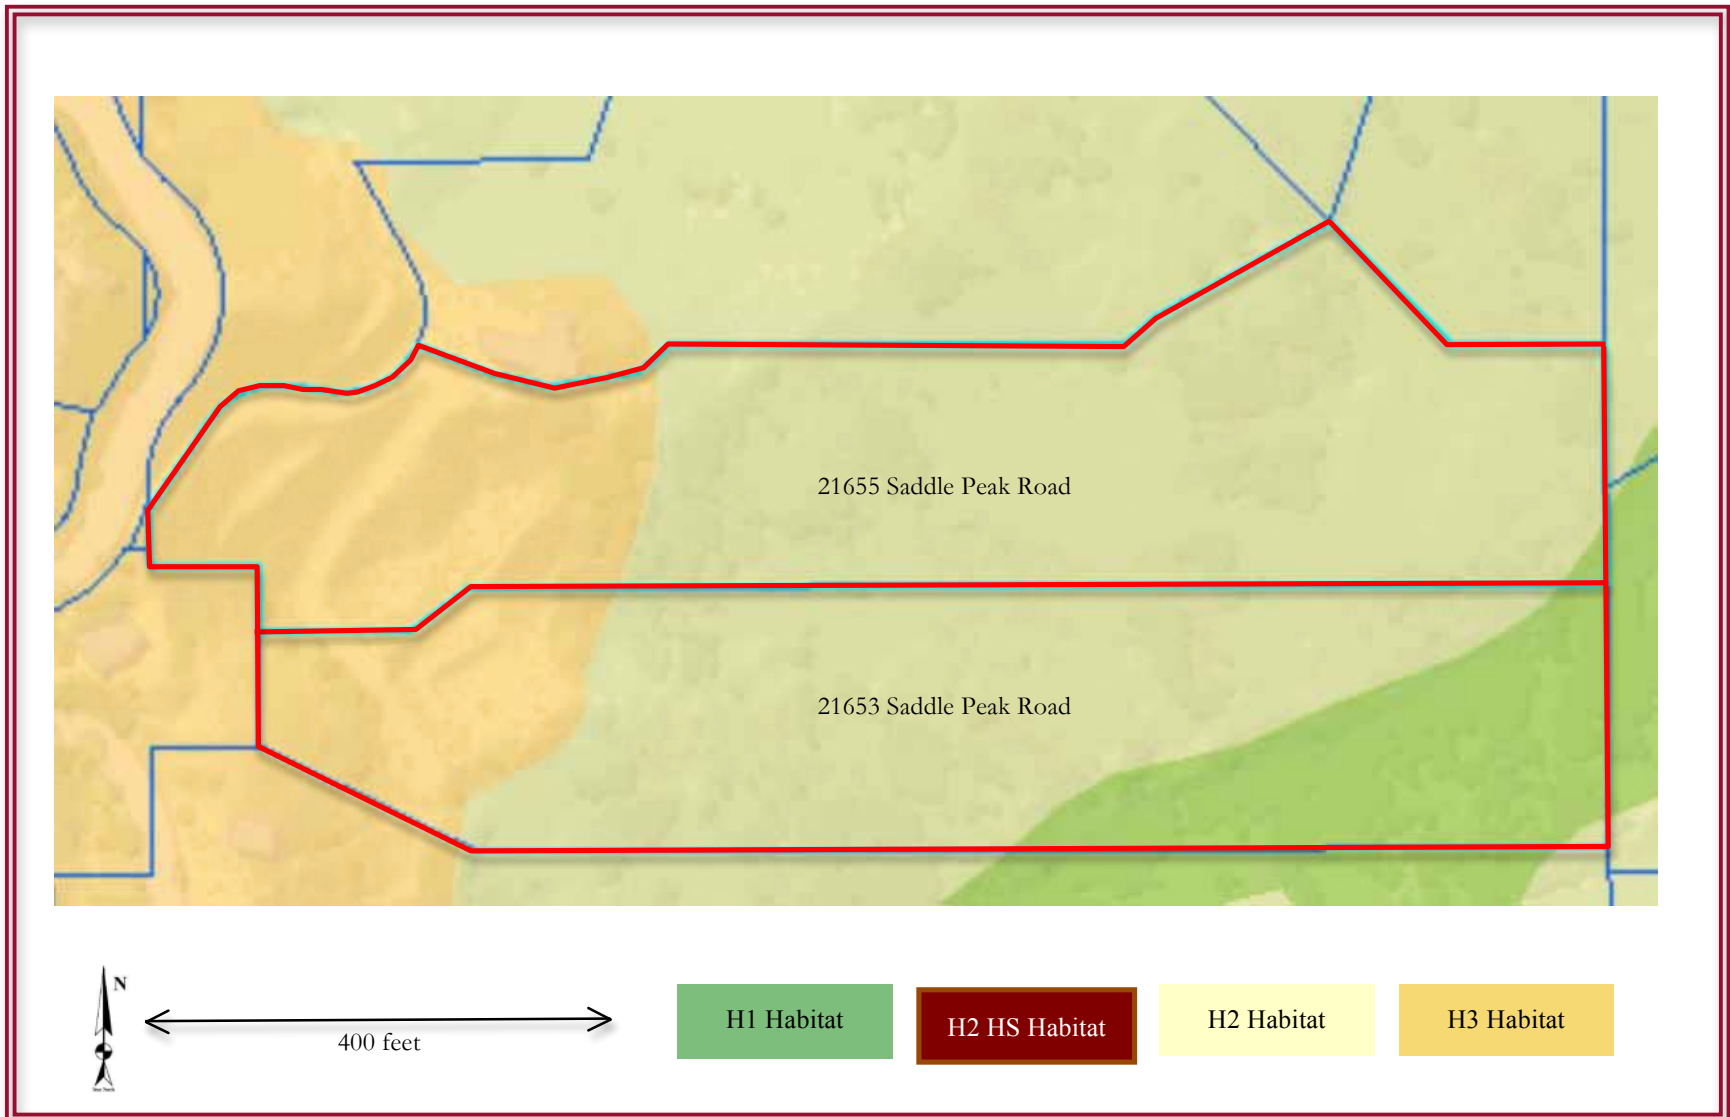 21655 Saddle Peak Road
21653 Saddle Peak Road
N
400 feet
H1 Habitat
H2 HS Habitat
H2 Habitat
H3 Habitat